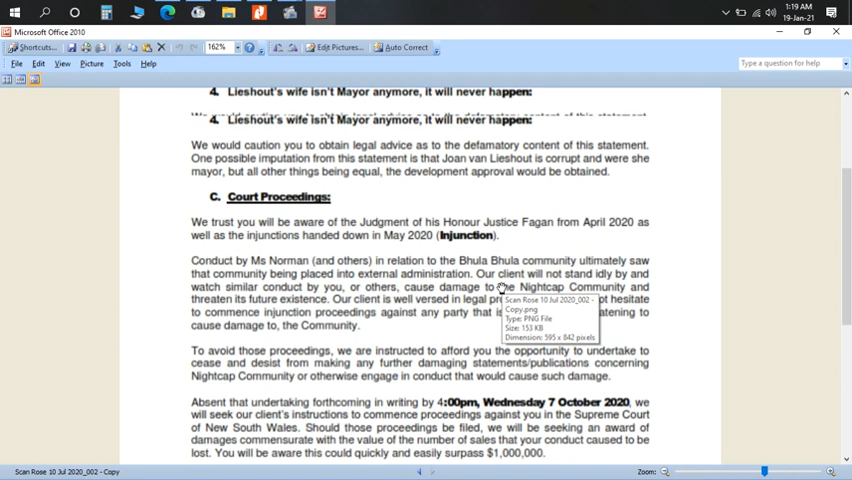 1:19 AM
19-Jan-21
Microsoft Office 2010
Shortcuts...
162%
Edit Pictures...
Auto Correct
File Edit View Picture Tools Help
Type a question for help
4. Lieshout's wife isn't Mayor anymore, it will never happen:
4. Lieshout's wife isn't Mayor anymore, it will never happen:
We would caution you to obtain legal advice as to the defamatory content of this statement.
One possible imputation from this statement is that Joan van Lieshout is corrupt and were she
mayor, but all other things being equal, the development approval would be obtained.
C. Court Proceedings:
We trust you will be aware of the Judgment of his Honour Justice Fagan from April 2020 as
well as the injunctions handed down in May 2020 (Injunction).
Conduct by Ms Norman (and others) in relation to the Bhula Bhula community ultimately saw
that community being placed into external administration. Our client will not stand idly by and
watch similar conduct by you, or others, cause damage to the Nightcap Community and
threaten its future existence. Our client is well versed in legal not hesitate
to commence injunction proceedings against any party that is
cause damage to, the Community.
Scan Rose 10 Jul 2020_002 -
Copy.png
Type: PNG File
Size: 153 KB
Dimension: 595 x 842 pixels
To avoid those proceedings, we are instructed to afford you the opportunity to undertake to
cease and desist from making any further damaging statements/publications concerning
Nightcap Community or otherwise engage in conduct that would cause such damage.
Absent that undertaking forthcoming in writing by 4:00pm, Wednesday 7 October 2020, we
will seek our client's instructions to commence proceedings against you in the Supreme Court
of New South Wales. Should those proceedings be filed, we will be seeking an award of
damages commensurate with the value of the number of sales that your conduct caused to be
lost. You will be aware this could quickly and easily surpass $1,000,000.
Scan Rose 10 Jul 2020_002 - Copy
Zoom: